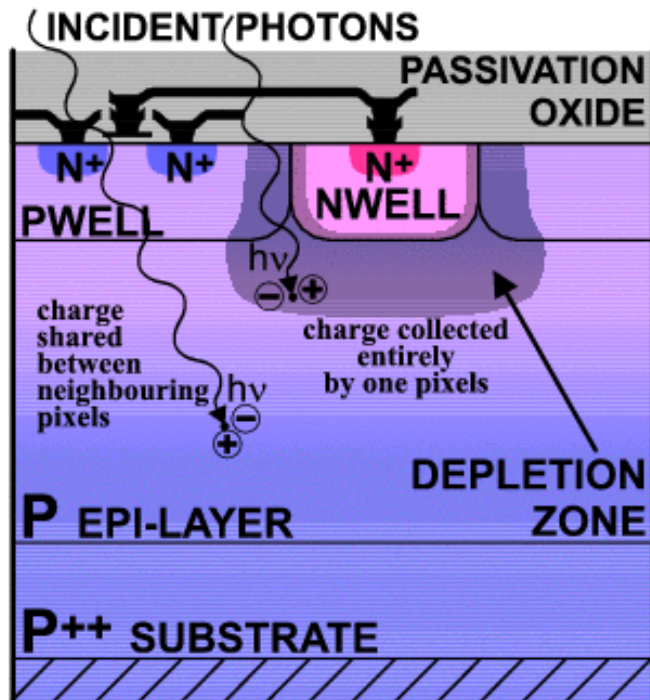 INCIDENT PHOTONS
PASSIVATION
OXIDE
N+ N+ N+
PWELL
NWELL
hν
− +
charge
shared
between
neighbouring
pixels
charge collected
entirely
by one pixels
hν
−
+
DEPLETION
ZONE
P EPI-LAYER
P++ SUBSTRATE